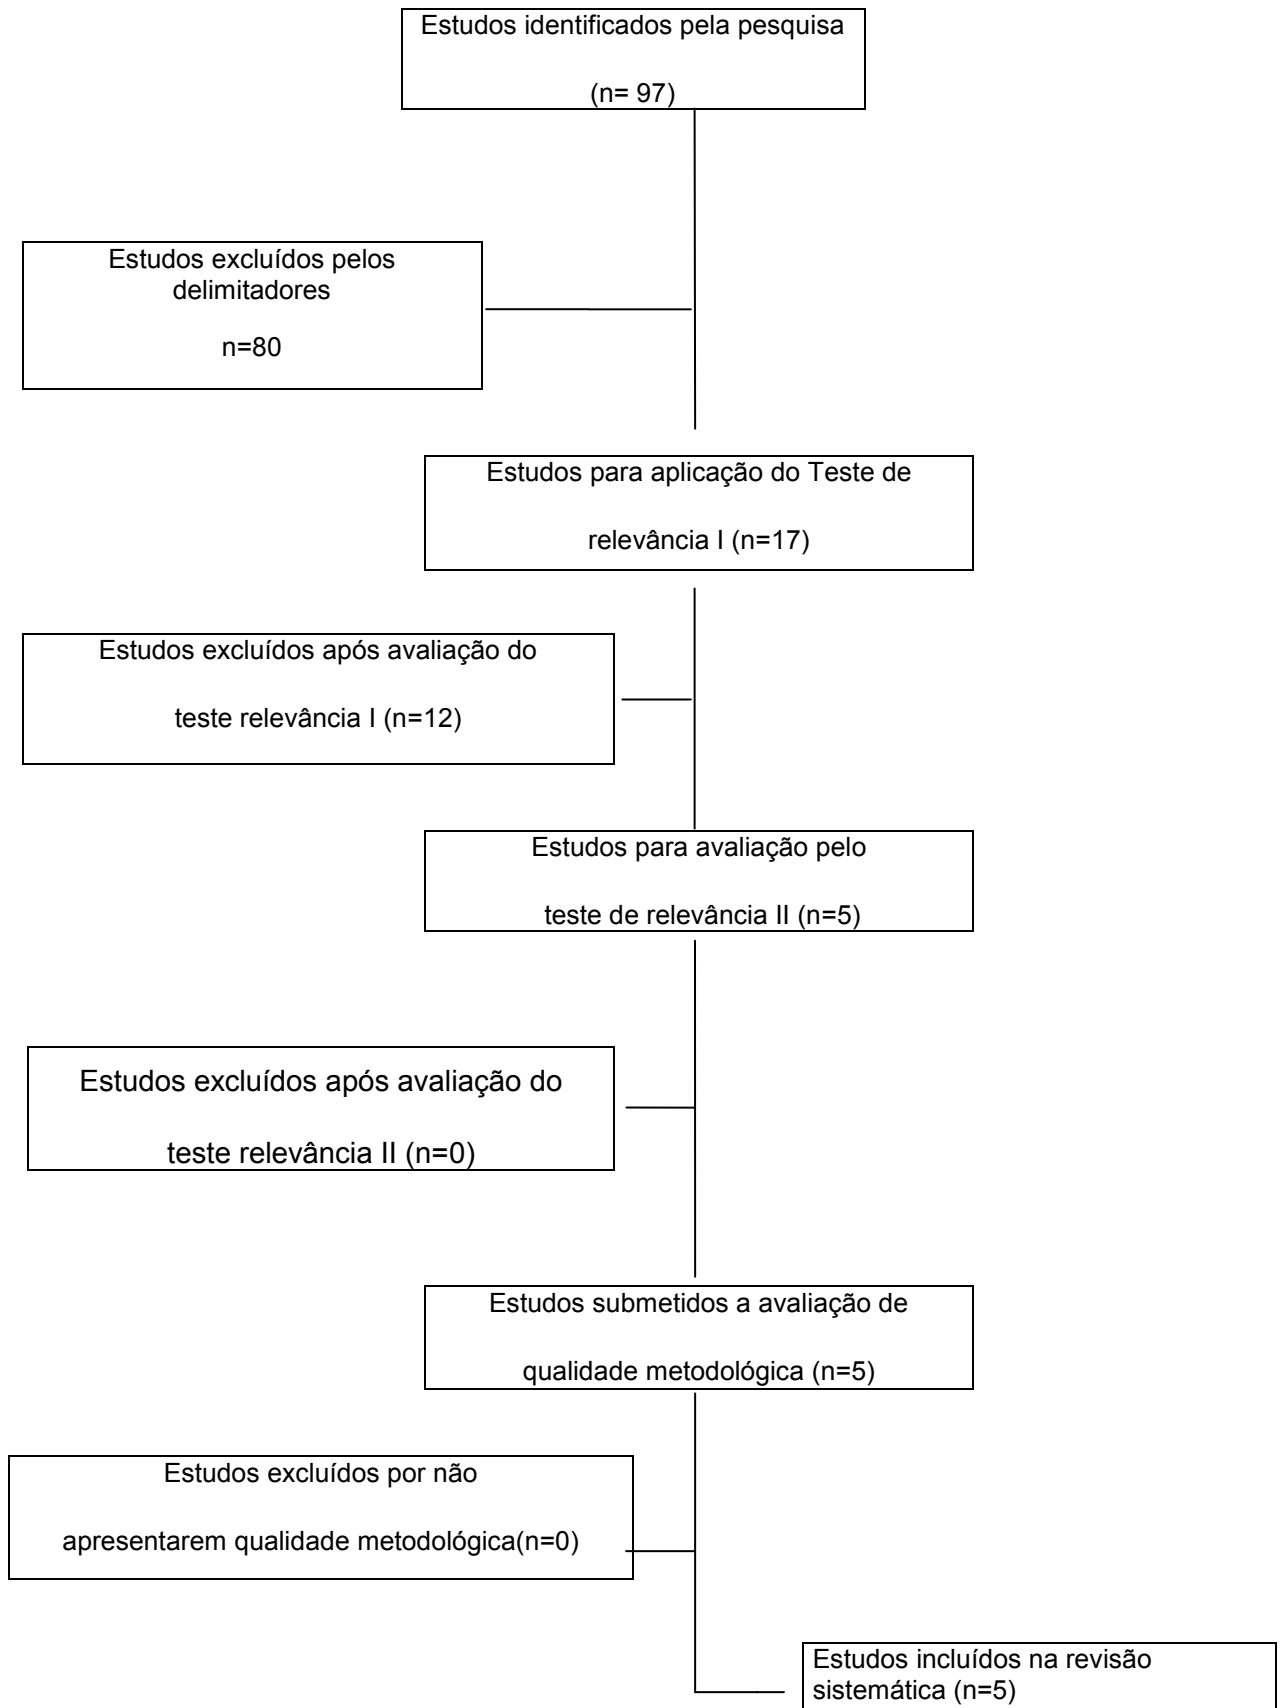 Estudos identificados pela pesquisa
(n= 97)
Estudos excluídos pelos
delimitadores
n=80
Estudos para aplicação do Teste de
relevância I (n=17)
Estudos excluídos após avaliação do
teste relevância I (n=12)
Estudos para avaliação pelo
teste de relevância II (n=5)
Estudos excluídos após avaliação do
teste relevância II (n=0)
Estudos submetidos a avaliação de
qualidade metodológica (n=5)
Estudos excluídos por não
apresentarem qualidade metodológica(n=0)
Estudos incluídos na revisão
sistemática (n=5)